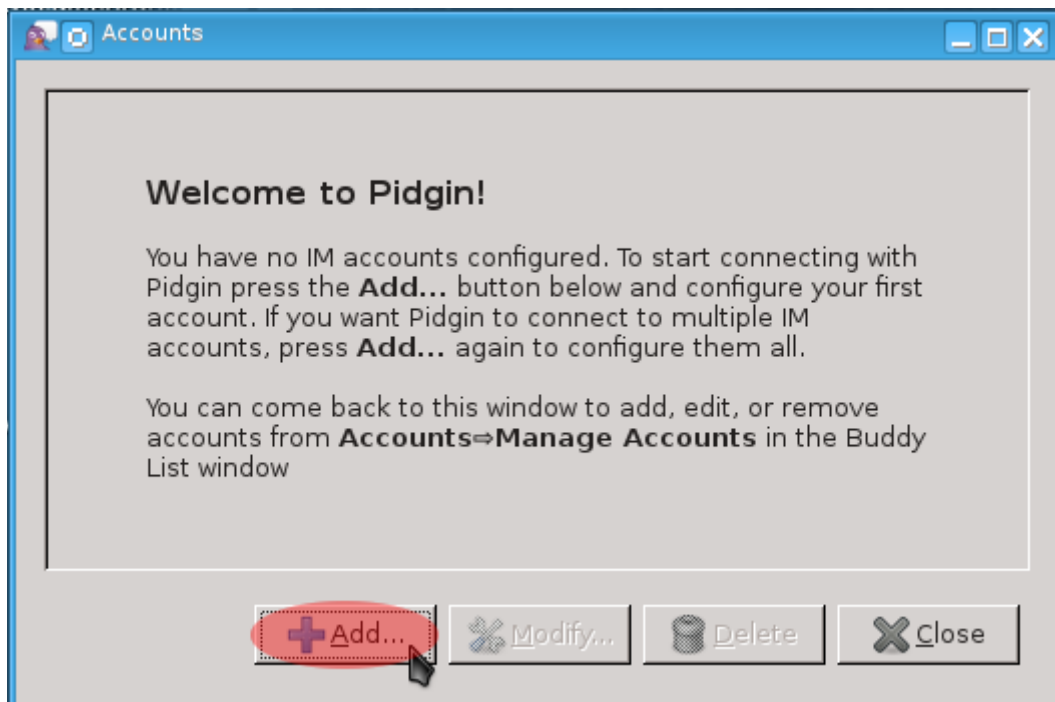 Accounts
Welcome to Pidgin!
You have no IM accounts configured. To start connecting with
Pidgin press the Add... button below and configure your first
account. If you want Pidgin to connect to multiple IM
accounts, press Add... again to configure them all.
You can come back to this window to add, edit, or remove
accounts from Accounts⇨Manage Accounts in the Buddy
List window
Add... Modify... Delete Close